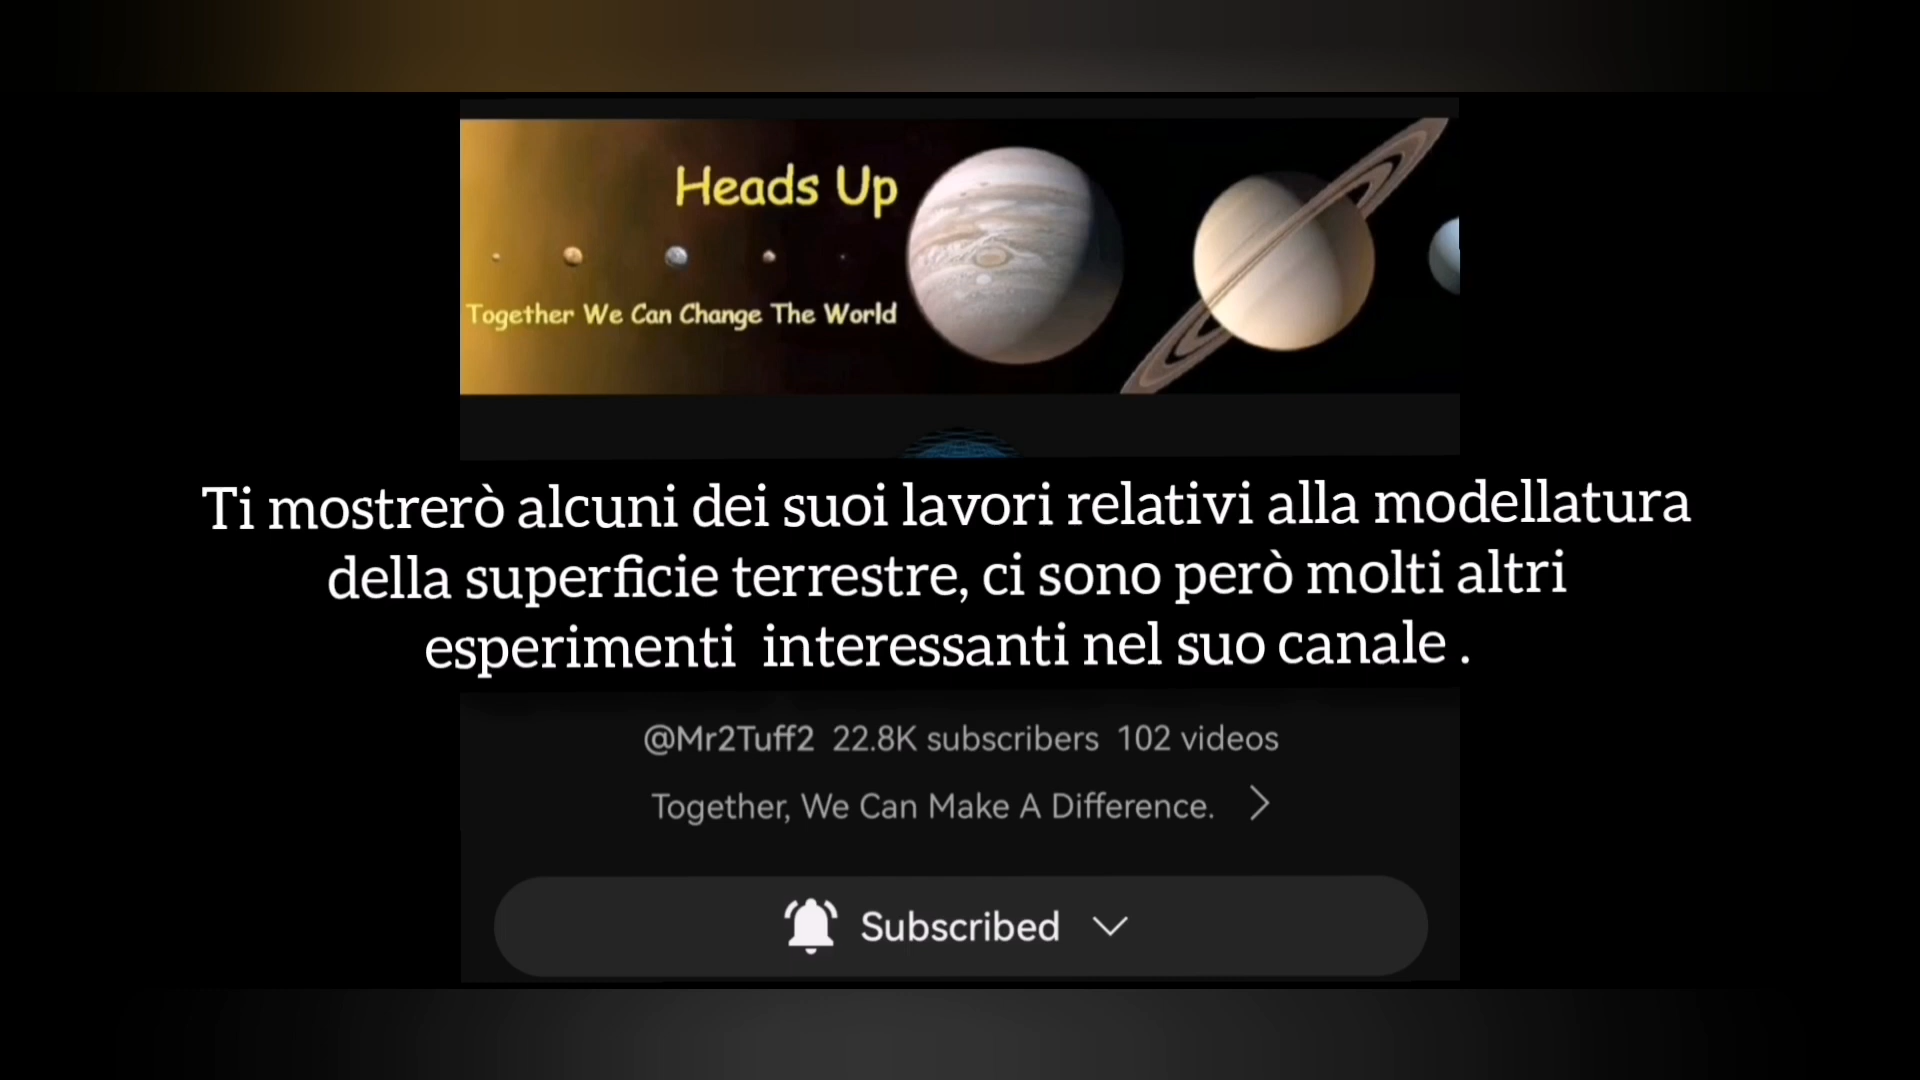 Heads Up
Together We Can Change The World
Ti mostrerò alcuni dei suoi lavori relativi alla modellatura
della superficie terrestre, ci sono però molti altri
esperimenti interessanti nel suo canale .
@Mr2Tuff2 22.8K subscribers 102 videos
Together, We Can Make A Difference.
Subscribed